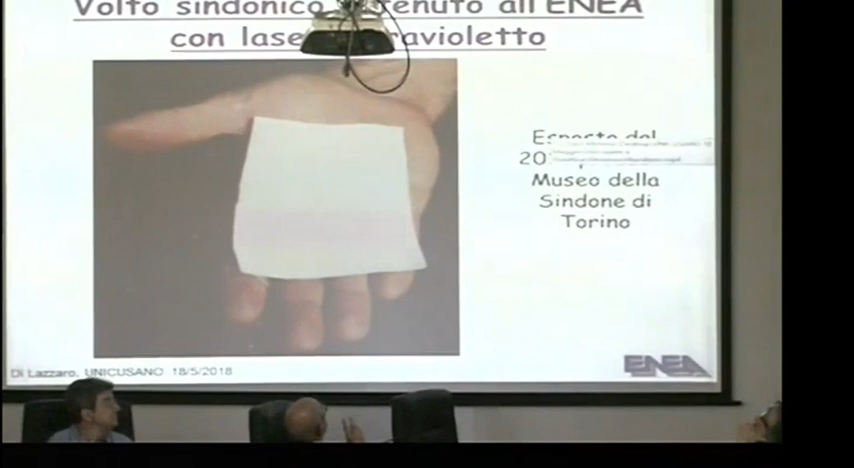 Volto sindonico ottenuto all'ENEA
con laser ultravioletto
Museo della
Sindone di
Torino
Di Lazzaro, UNICUSANO 18/5/2018
ENEA